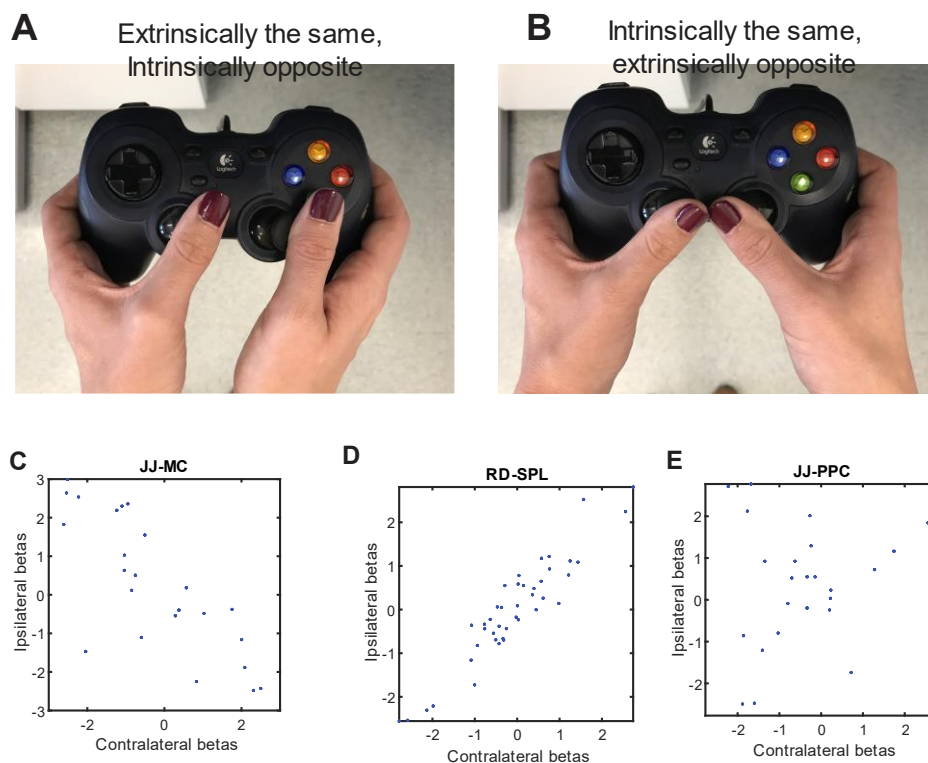 A
Extrinsically the same,
Intrinsically opposite
B
Intrinsically the same,
extrinsically opposite
Logitech
Logitech
C
JJ-MC
Ipsilateral betas
3
2
1
0
-1
-2
-3
-2
0
2
Contralateral betas
D
RD-SPL
Ipsilateral betas
2
1
0
-1
-2
-2
-1
0
1
2
Contralateral betas
E
JJ-PPC
Ipsilateral betas
2
1
0
-1
-2
-2
-1
0
1
2
Contralateral betas